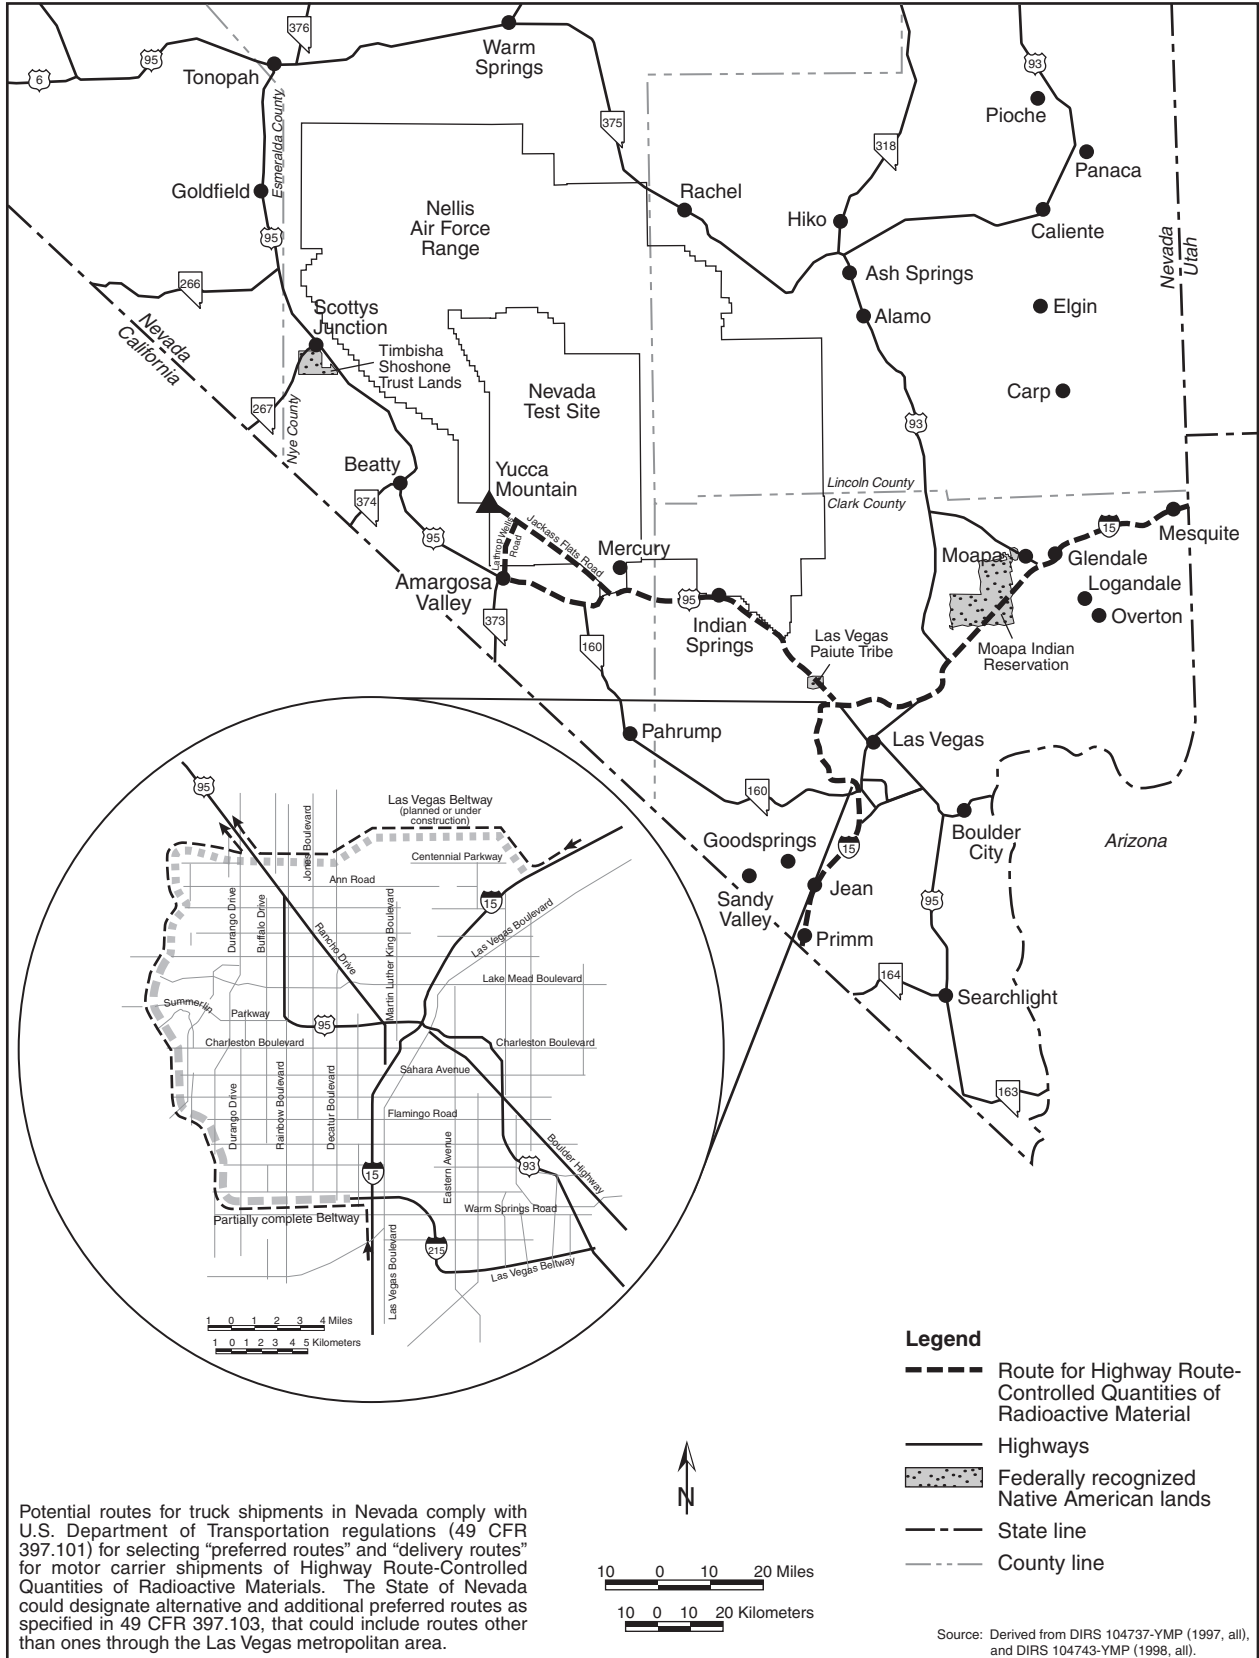 376
95
6
Tonopah
Warm
Springs
93
Pioche
375
318
Panaca
Esmeralda County
Goldfield
Nellis
Air Force
Range
Rachel
Hiko
Caliente
95
Nevada
Utah
266
Ash Springs
Scottys
Junction
Elgin
Alamo
Nevada
California
Timbisha
Shoshone
Trust Lands
Nevada
Test Site
Carp
267
93
Nye County
Beatty
Yucca
Mountain
Lincoln County
Clark County
374
95
Lathrop Wells
Road
Jackass Flats Road
Mercury
15
Mesquite
Moapa
Glendale
Amargosa
Valley
Logandale
95
Overton
373
160
Indian
Springs
Las Vegas
Paiute Tribe
Moapa Indian
Reservation
Pahrump
Las Vegas
160
Boulder
City
Arizona
Goodsprings
15
Sandy
Valley
Jean
95
Primm
164
Searchlight
163
95
Las Vegas Beltway
(planned or under
construction)
Jones Boulevard
Centennial Parkway
Ann Road
15
Durango Drive
Buffalo Drive
Rancho Drive
Martin Luther King Boulevard
Las Vegas Boulevard
Lake Mead Boulevard
Summerlin
Parkway
95
Charleston Boulevard
Charleston Boulevard
Sahara Avenue
Durango Drive
Rainbow Boulevard
Decatur Boulevard
Flamingo Road
Eastern Avenue
Boulder Highway
15
93
Warm Springs Road
Partially complete Beltway
Las Vegas Boulevard
215
Las Vegas Beltway
1 0 1 2 3 4 Miles
1 0 1 2 3 4 5 Kilometers
Legend
Route for Highway Route-
Controlled Quantities of
Radioactive Material
Highways
Federally recognized
Native American lands
State line
County line
N
10 0 10 20 Miles
10 0 10 20 Kilometers
Potential routes for truck shipments in Nevada comply with
U.S. Department of Transportation regulations (49 CFR
397.101) for selecting “preferred routes” and “delivery routes”
for motor carrier shipments of Highway Route-Controlled
Quantities of Radioactive Materials. The State of Nevada
could designate alternative and additional preferred routes as
specified in 49 CFR 397.103, that could include routes other
than ones through the Las Vegas metropolitan area.
Source: Derived from DIRS 104737-YMP (1997, all),
and DIRS 104743-YMP (1998, all).